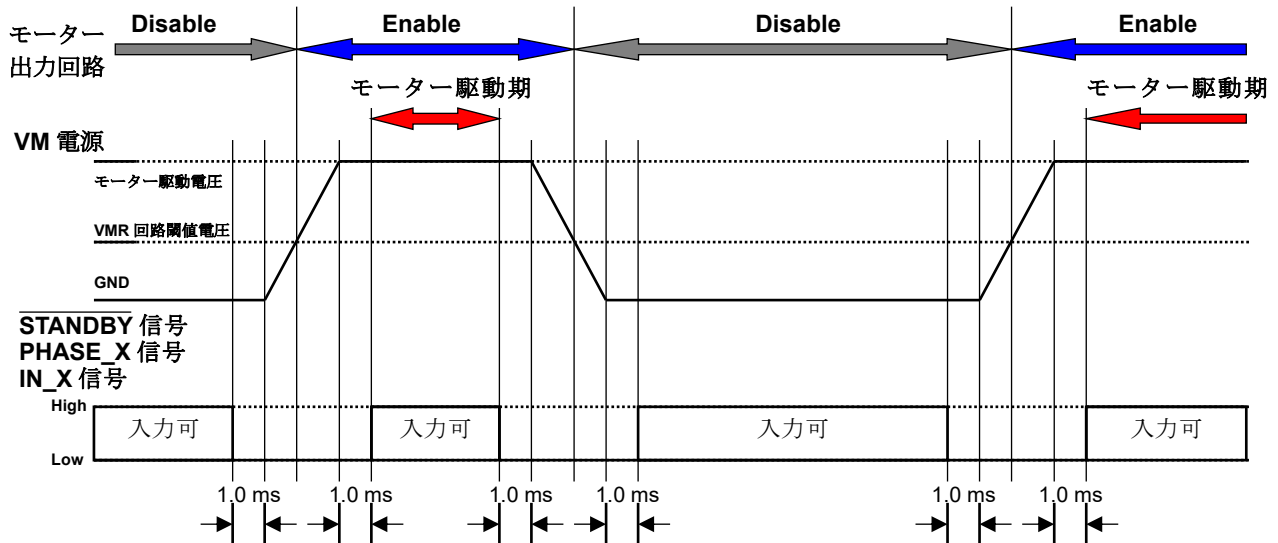 Disable Enable Disable Enable
モーター
出力回路
モーター駆動期 モーター駆動期
VM 電源
モーター駆動電圧
VMR 回路閾値電圧
GND
STANDBY 信号
PHASE_X 信号
IN_X 信号
High
入力可 入力可 入力可 入力可
Low
1.0 ms 1.0 ms 1.0 ms 1.0 ms 1.0 ms 1.0 ms